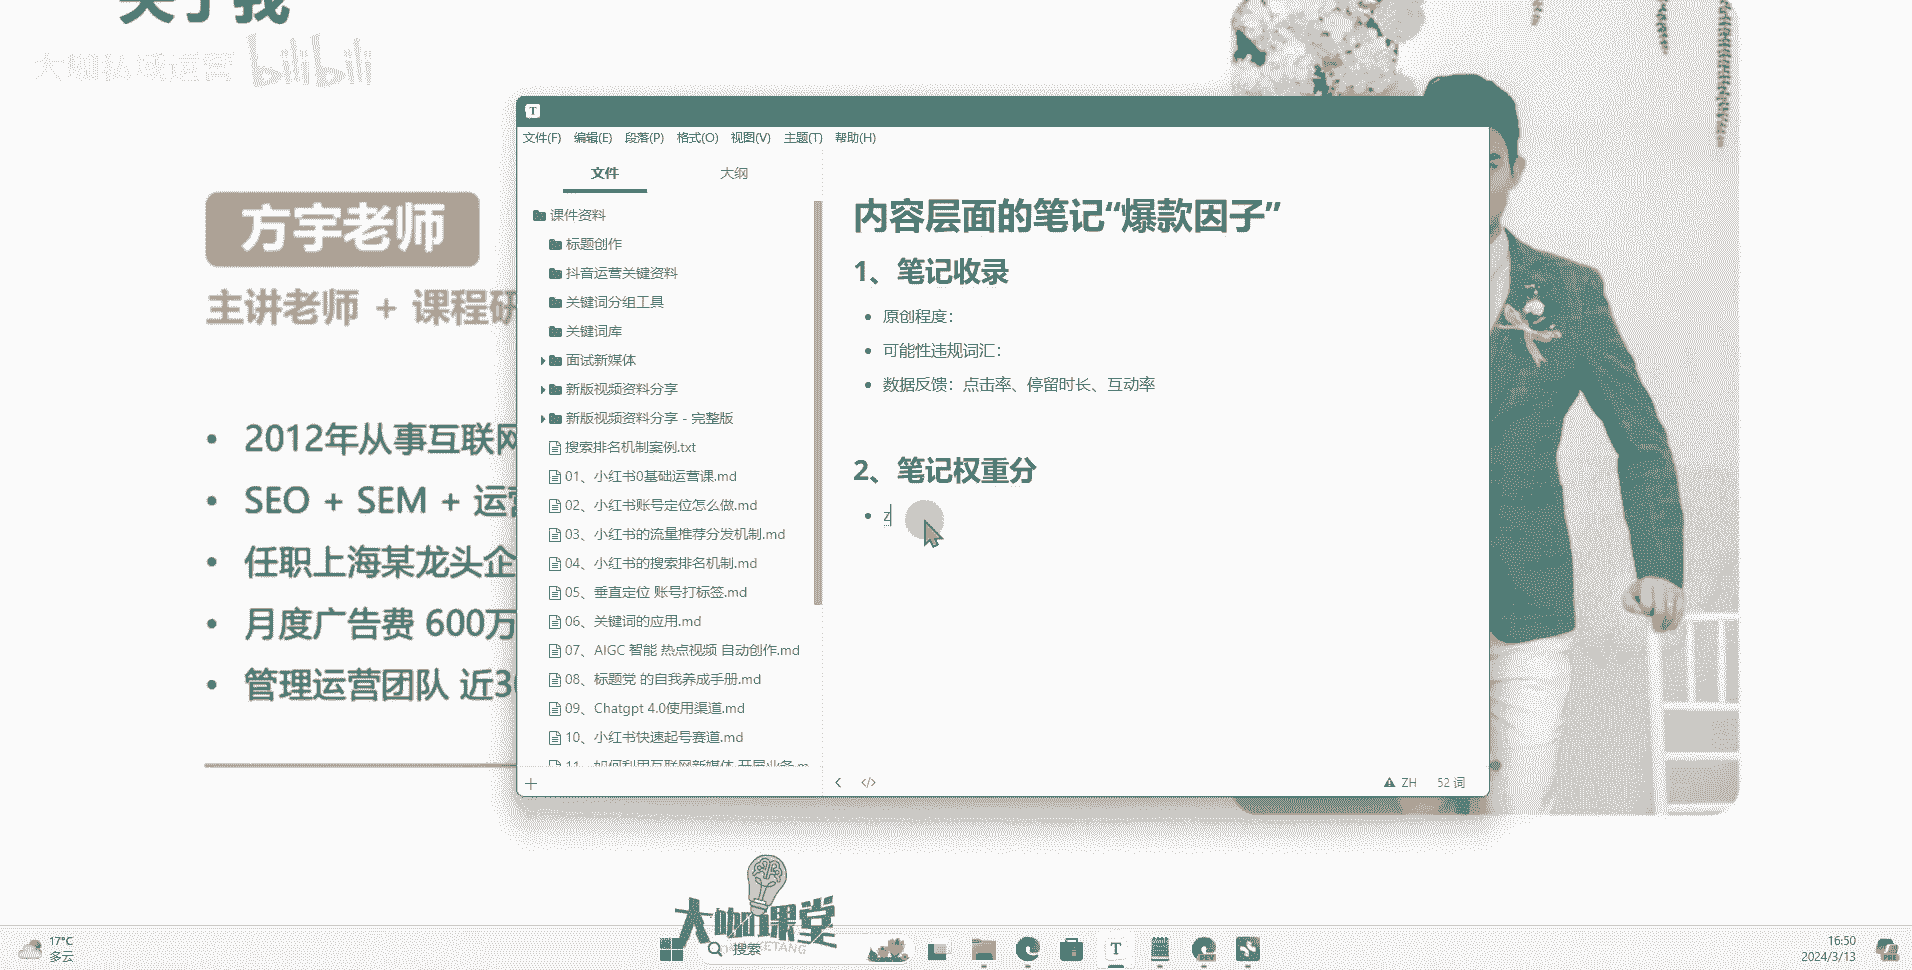 关于我
大咖私域运营 bilibili
方宇老师
主讲老师 + 课程研
2012年从事互联网
SEO + SEM + 运营
任职上海某龙头企
月度广告费 600万
管理运营团队 近30
T
文件(F) 编辑(E) 段落(P) 格式(O) 视图(V) 主题(T) 帮助(H)
文件 大纲
课件资料
标题创作
抖音运营关键资料
关键词分组工具
关键词库
面试新媒体
新版视频资料分享
新版视频资料分享 - 完整版
搜索排名机制案例.txt
01、小红书0基础运营课.md
02、小红书账号定位怎么做.md
03、小红书的流量推荐分发机制.md
04、小红书的搜索排名机制.md
05、垂直定位 账号打标签.md
06、关键词的应用.md
07、AIGC 智能 热点视频 自动创作.md
08、标题党 的自我养成手册.md
09、Chatgpt 4.0使用渠道.md
10、小红书快速起号赛道.md
11、如何利用互联网新媒体 开展业务.m
内容层面的笔记“爆款因子”
1、笔记收录
原创程度：
可能性违规词汇：
数据反馈：点击率、停留时长、互动率
2、笔记权重分
z
ZH 52 词
大咖课堂
17°C
多云
搜索
T
DEV
16:50
2024/3/13
PRE